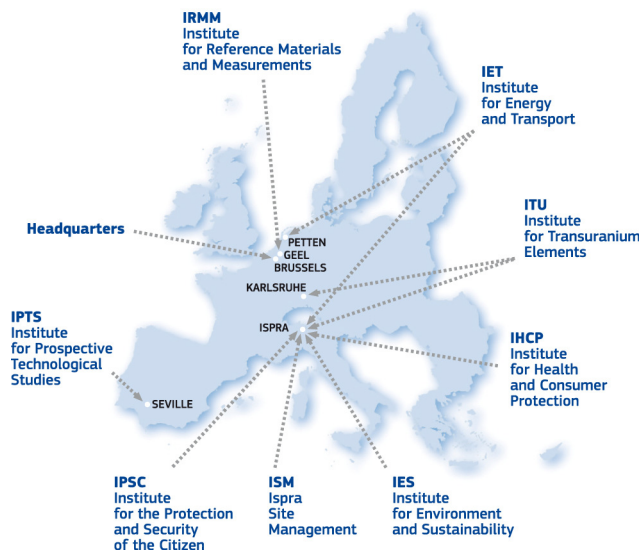 IRMM
Institute
for Reference Materials
and Measurements
IET
Institute
for Energy
and Transport
ITU
Institute
for Transuranium
Elements
Headquarters
PETTEN
GEEL
BRUSSELS
KARLSRUHE
ISPRA
IPTS
Institute
for Prospective
Technological
Studies
SEVILLE
IHCP
Institute
for Health
and Consumer
Protection
IPSC
Institute
for the Protection
and Security
of the Citizen
ISM
Ispra
Site
Management
IES
Institute
for Environment
and Sustainability